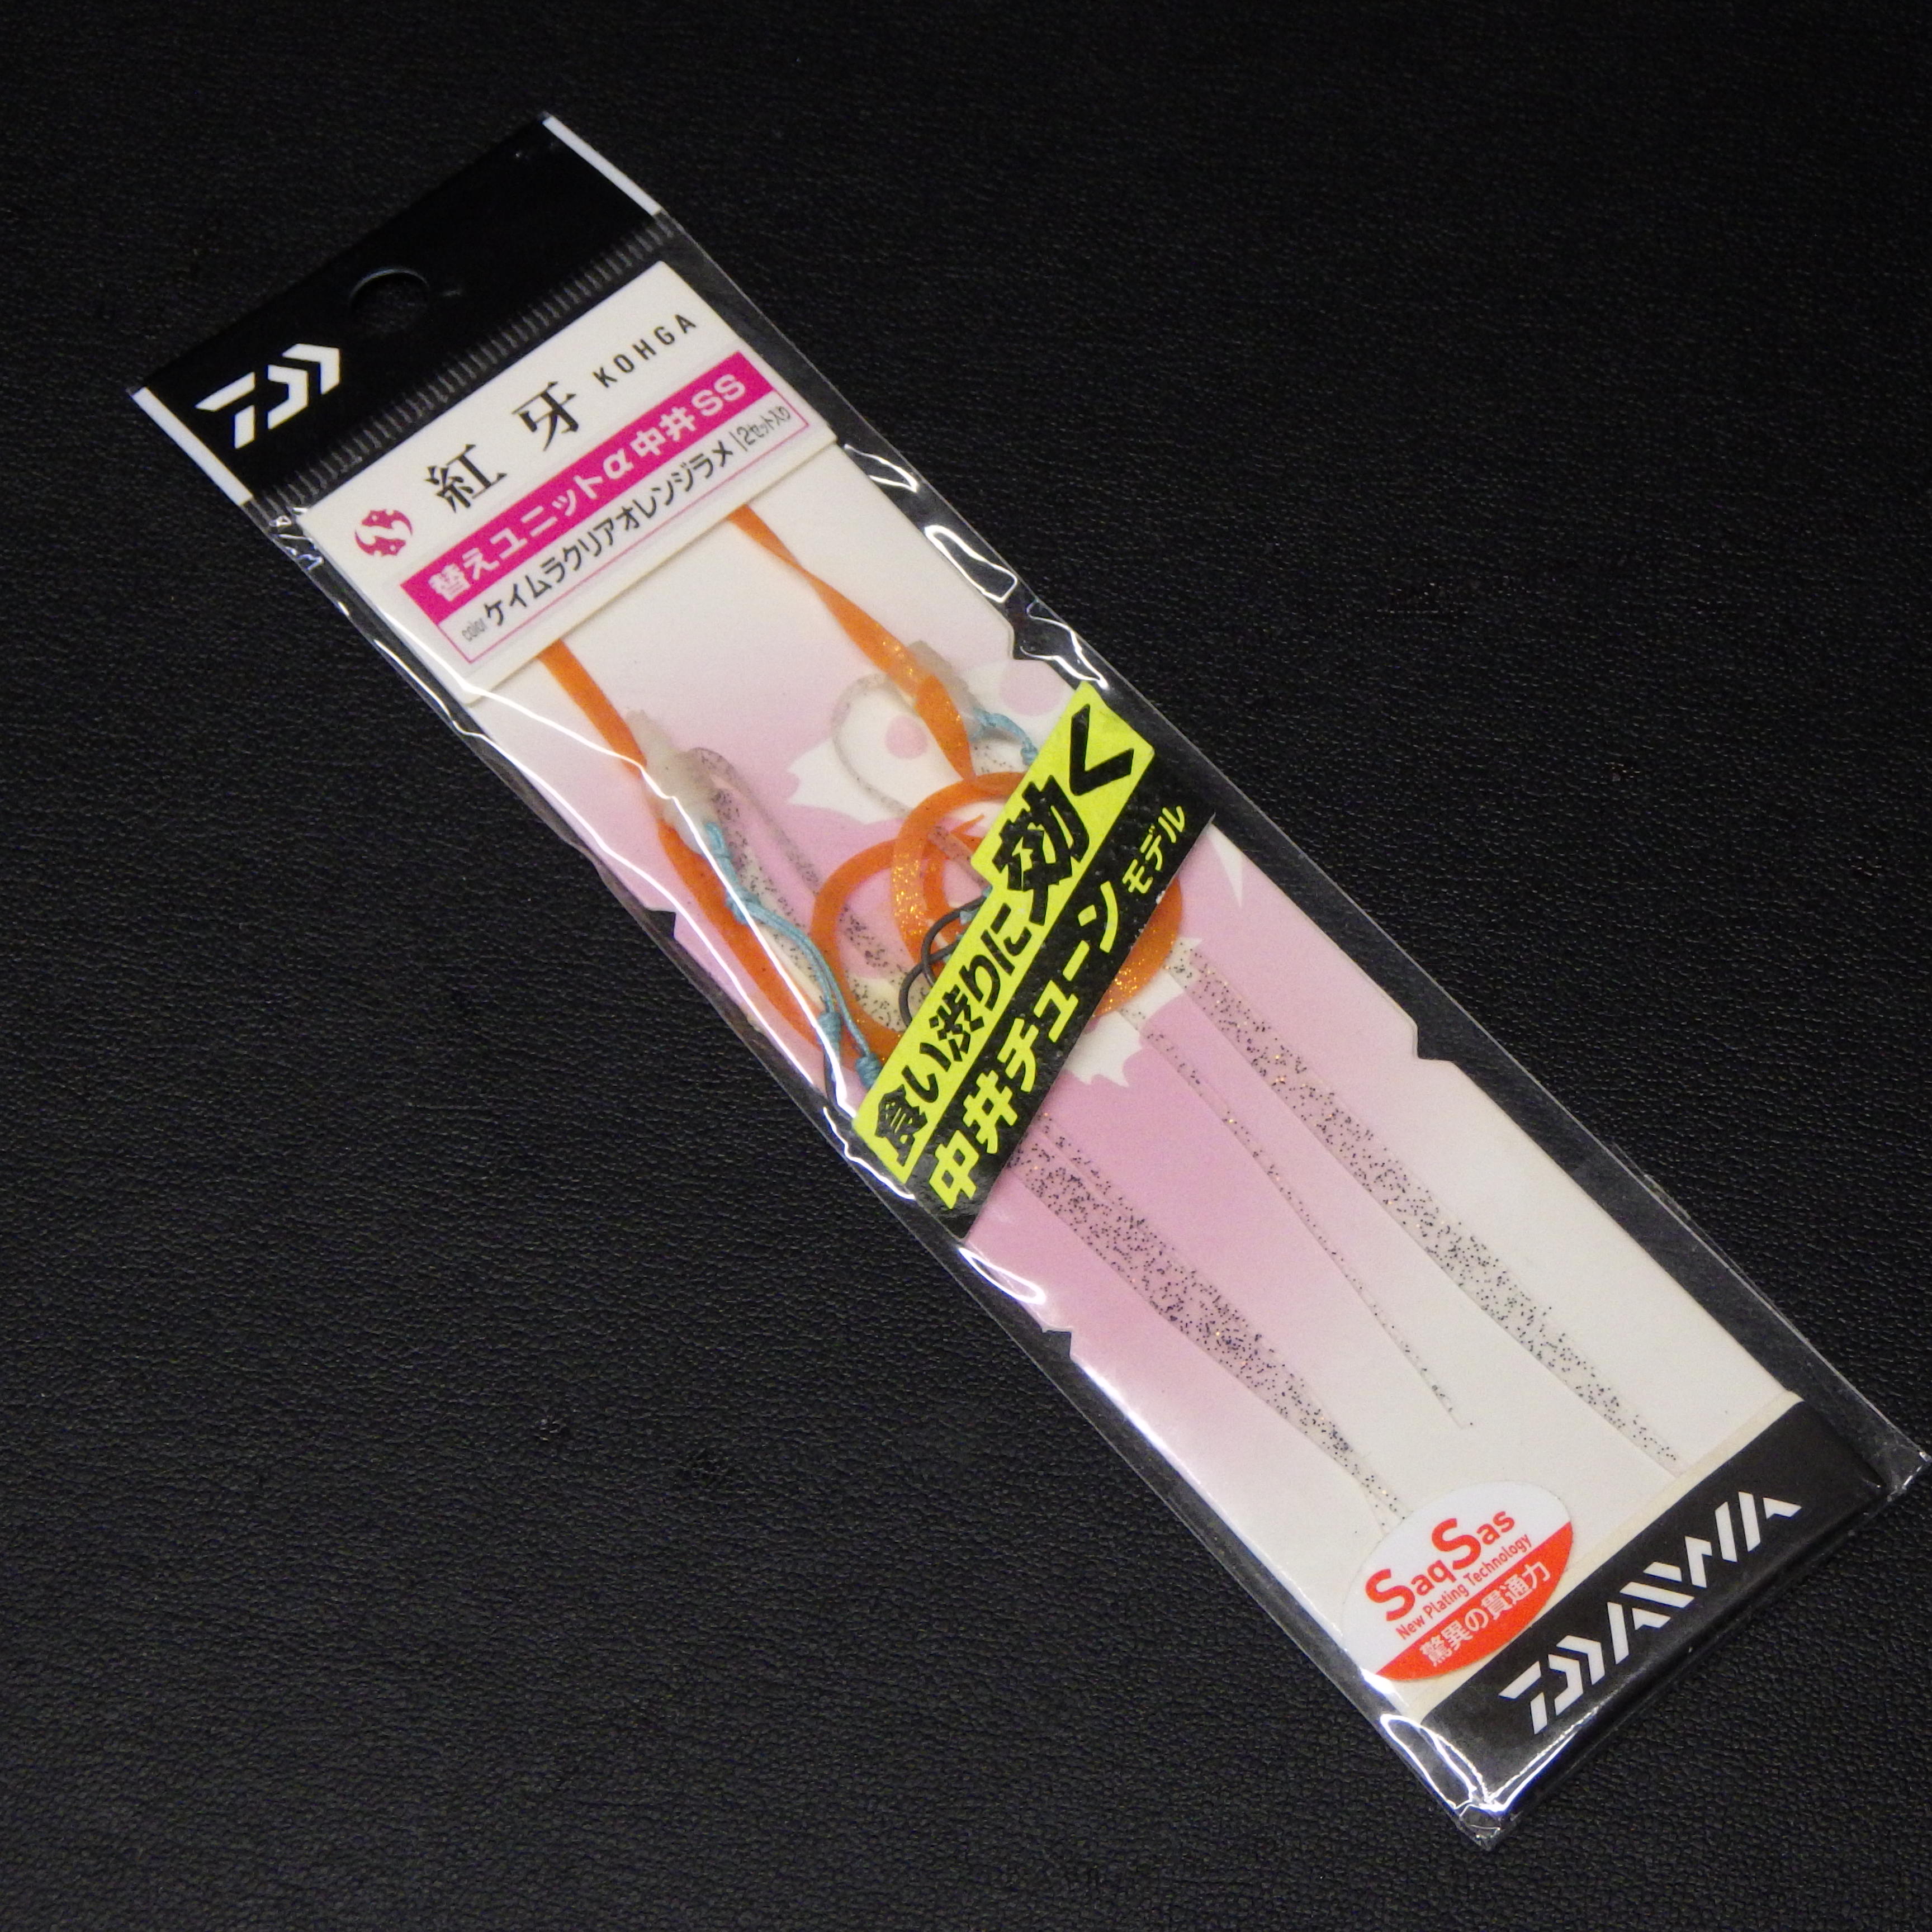 紅牙 KOHGA
替えユニットα中井SS
color ケイムラクリアオレンジラメ 2セット入り
食い渋りに効く
中井チューンモデル
SaqSas
New Plating Technology
驚異の貫通力
DAIWA